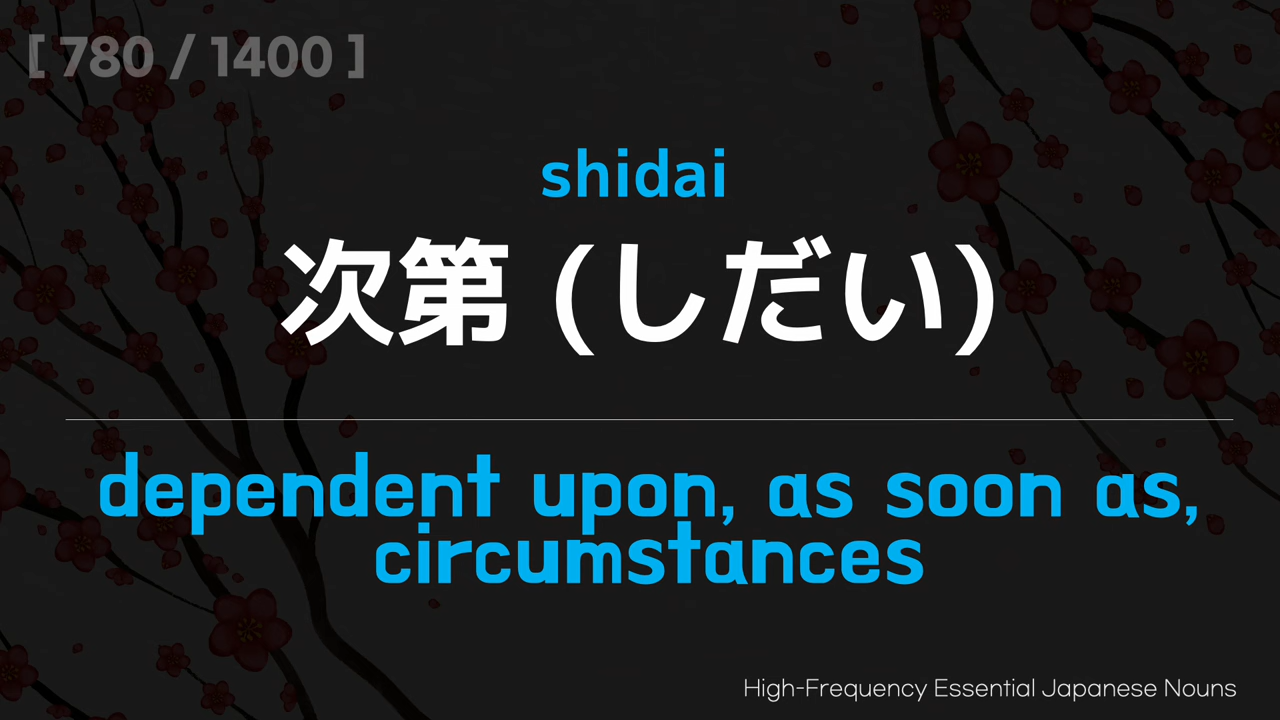 [ 780 / 1400 ]
shidai
次第 (しだい)
dependent upon, as soon as,
circumstances
High-Frequency Essential Japanese Nouns